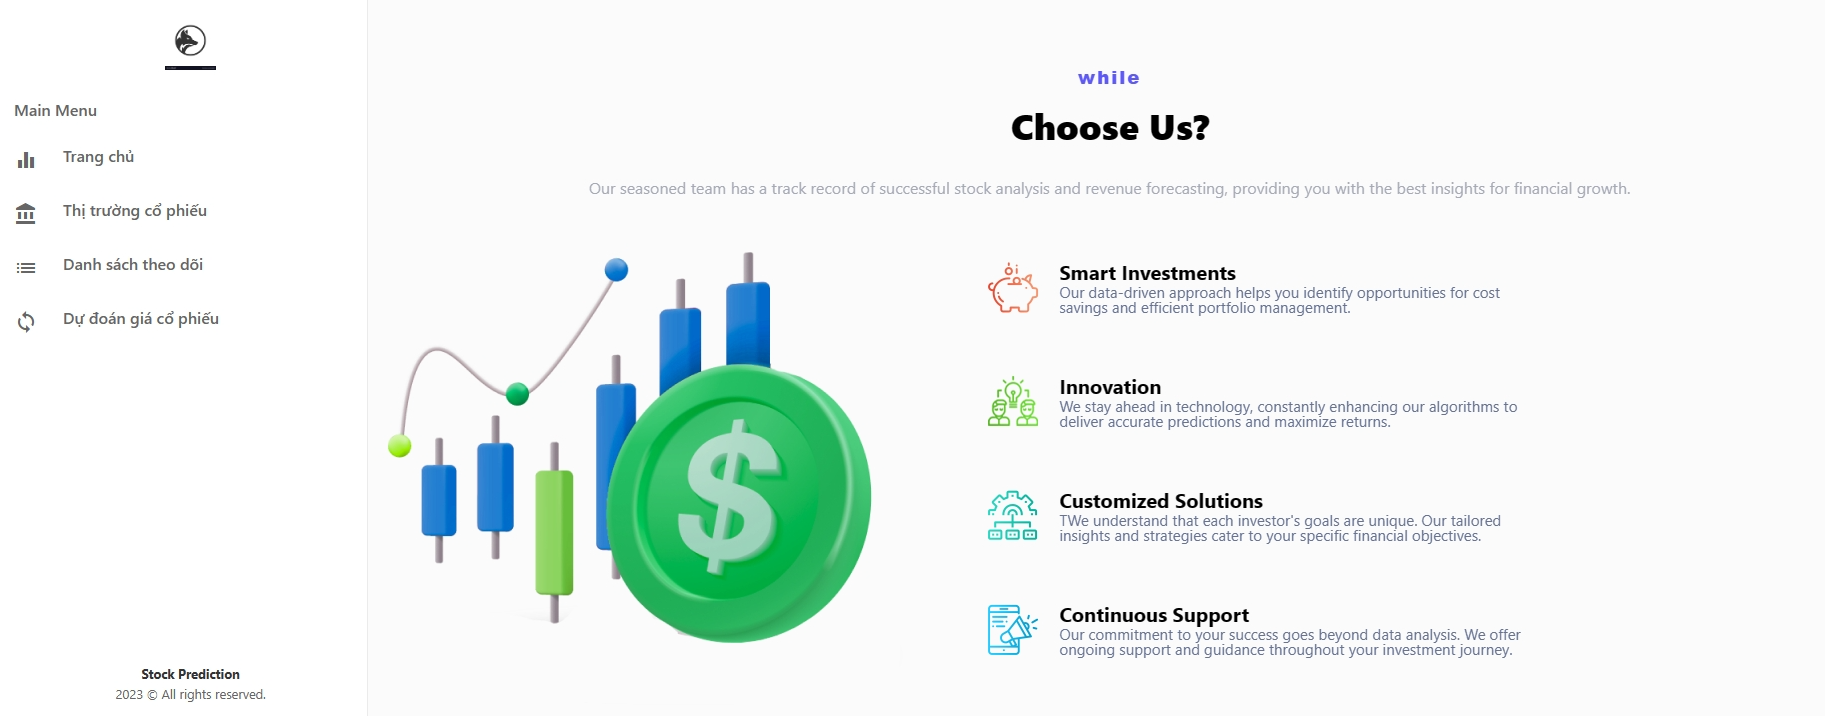 Main Menu
Trang chủ
Thị trường cổ phiếu
Danh sách theo dõi
Dự đoán giá cổ phiếu
Stock Prediction
2023 © All rights reserved.
while
Choose Us?
Our seasoned team has a track record of successful stock analysis and revenue forecasting, providing you with the best insights for financial growth.
$
Smart Investments
Our data-driven approach helps you identify opportunities for cost
savings and efficient portfolio management.
Innovation
We stay ahead in technology, constantly enhancing our algorithms to
deliver accurate predictions and maximize returns.
Customized Solutions
TWe understand that each investor's goals are unique. Our tailored
insights and strategies cater to your specific financial objectives.
Continuous Support
Our commitment to your success goes beyond data analysis. We offer
ongoing support and guidance throughout your investment journey.